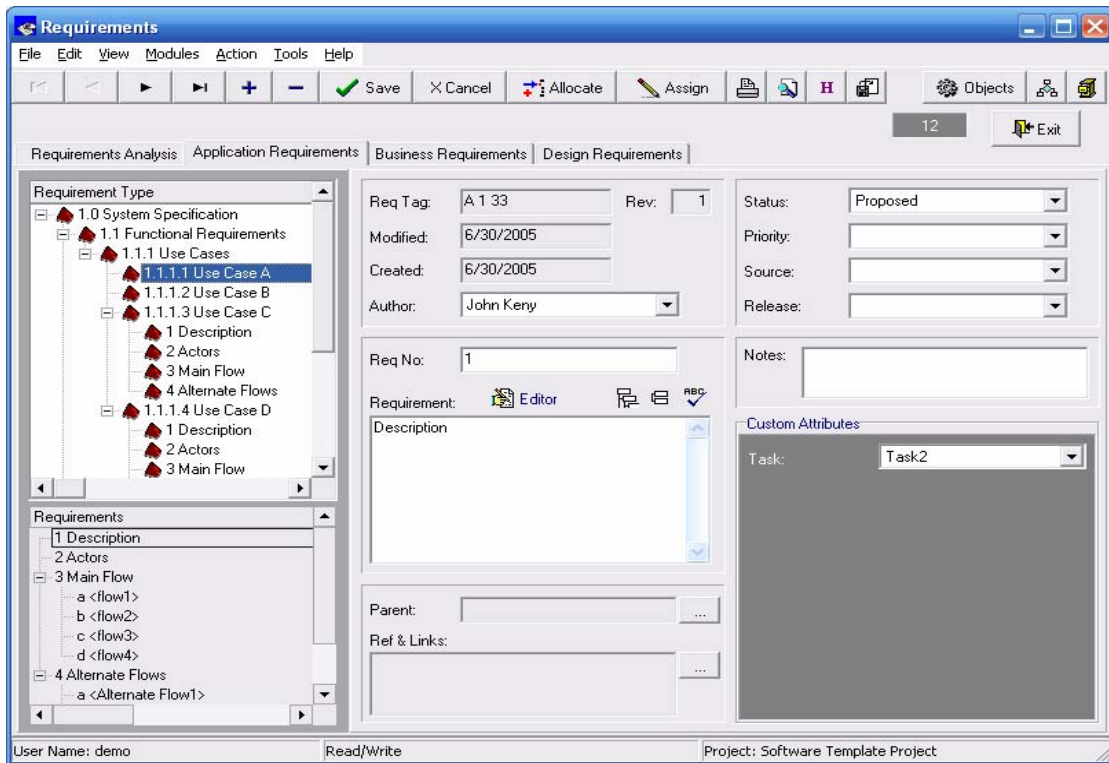 Requirements
File Edit View Modules Action Tools Help
Save X Cancel Allocate Assign H Objects
12 Exit
Requirements Analysis Application Requirements Business Requirements Design Requirements
Requirement Type
1.0 System Specification
1.1 Functional Requirements
1.1.1 Use Cases
1.1.1.1 Use Case A
1.1.1.2 Use Case B
1.1.1.3 Use Case C
1 Description
2 Actors
3 Main Flow
4 Alternate Flows
1.1.1.4 Use Case D
1 Description
2 Actors
3 Main Flow
Requirements
1 Description
2 Actors
3 Main Flow
a <flow1>
b <flow2>
c <flow3>
d <flow4>
4 Alternate Flows
a <Alternate Flow1>
Req Tag: A 1 33 Rev: 1
Modified: 6/30/2005
Created: 6/30/2005
Author: John Keny
Req No: 1
Requirement: Editor ABC
Description
Parent: ...
Ref & Links:
...
Status: Proposed
Priority:
Source:
Release:
Notes:
Custom Attributes
Task: Task2
User Name: demo Read/Write Project: Software Template Project